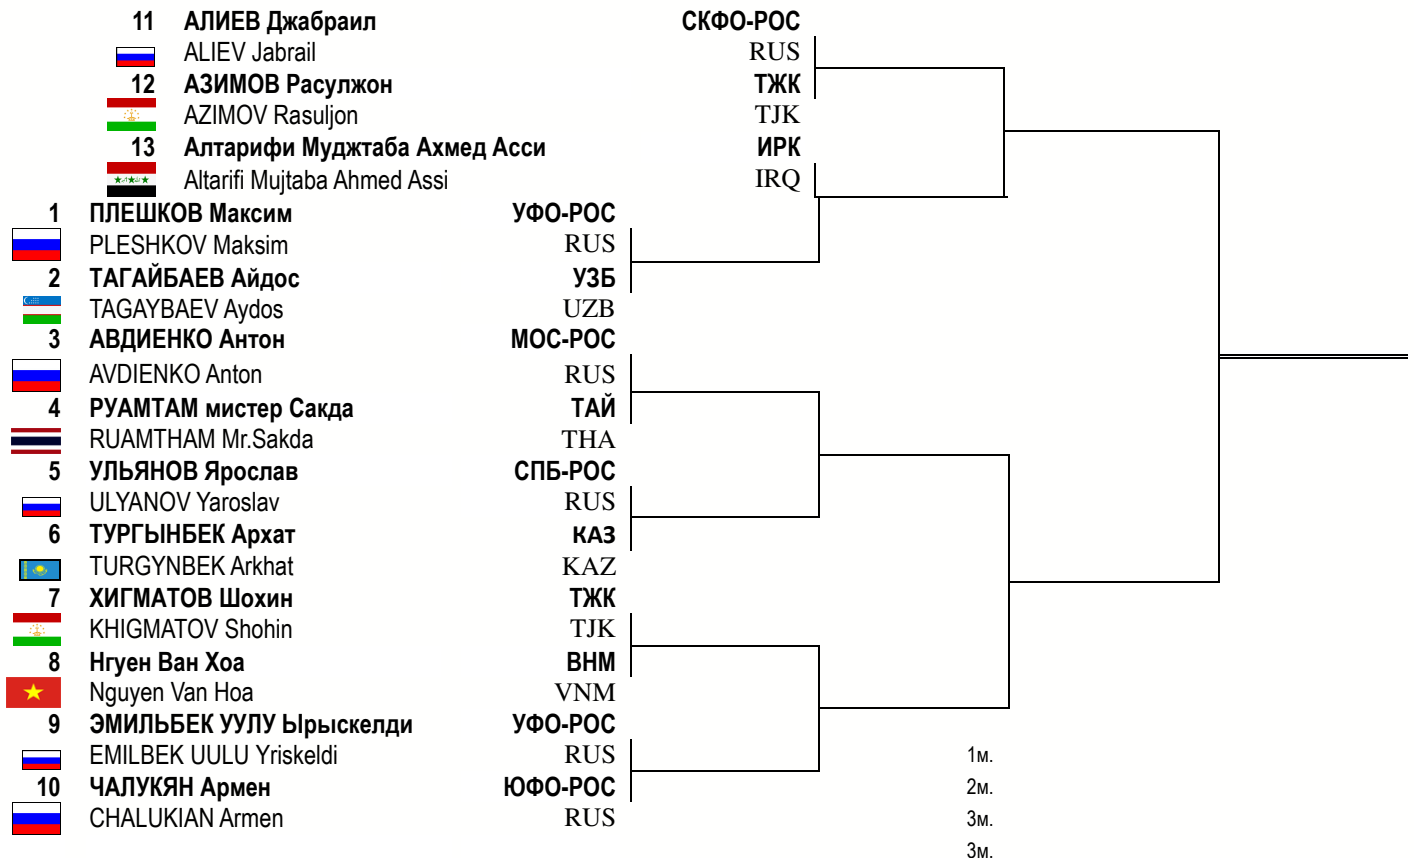 11 АЛИЕВ Джабраил СКФО-РОС
ALIEV Jabrail RUS
12 АЗИМОВ Расулжон ТЖК
AZIMOV Rasuljon TJK
13 Алтарифи Муджтаба Ахмед Асси ИРК
Altarifi Mujtaba Ahmed Assi IRQ
1 ПЛЕШКОВ Максим УФО-РОС
PLESHKOV Maksim RUS
2 ТАГАЙБАЕВ Айдос УЗБ
TAGAYBAEV Aydos UZB
3 АВДИЕНКО Антон МОС-РОС
AVDIENKO Anton RUS
4 РУАМТАМ мистер Сакда ТАЙ
RUAMTHAM Mr.Sakda THA
5 УЛЬЯНОВ Ярослав СПБ-РОС
ULYANOV Yaroslav RUS
6 ТУРГЫНБЕК Архат КАЗ
TURGYNBEK Arkhat KAZ
7 ХИГМАТОВ Шохин ТЖК
KHIGMATOV Shohin TJK
8 Нгуен Ван Хоа ВНМ
Nguyen Van Hoa VNM
9 ЭМИЛЬБЕК УУЛУ Ырыскелди УФО-РОС
EMILBEK UULU Yriskeldi RUS
1м.
10 ЧАЛУКЯН Армен ЮФО-РОС
2м.
CHALUKIAN Armen RUS
3м.
3м.